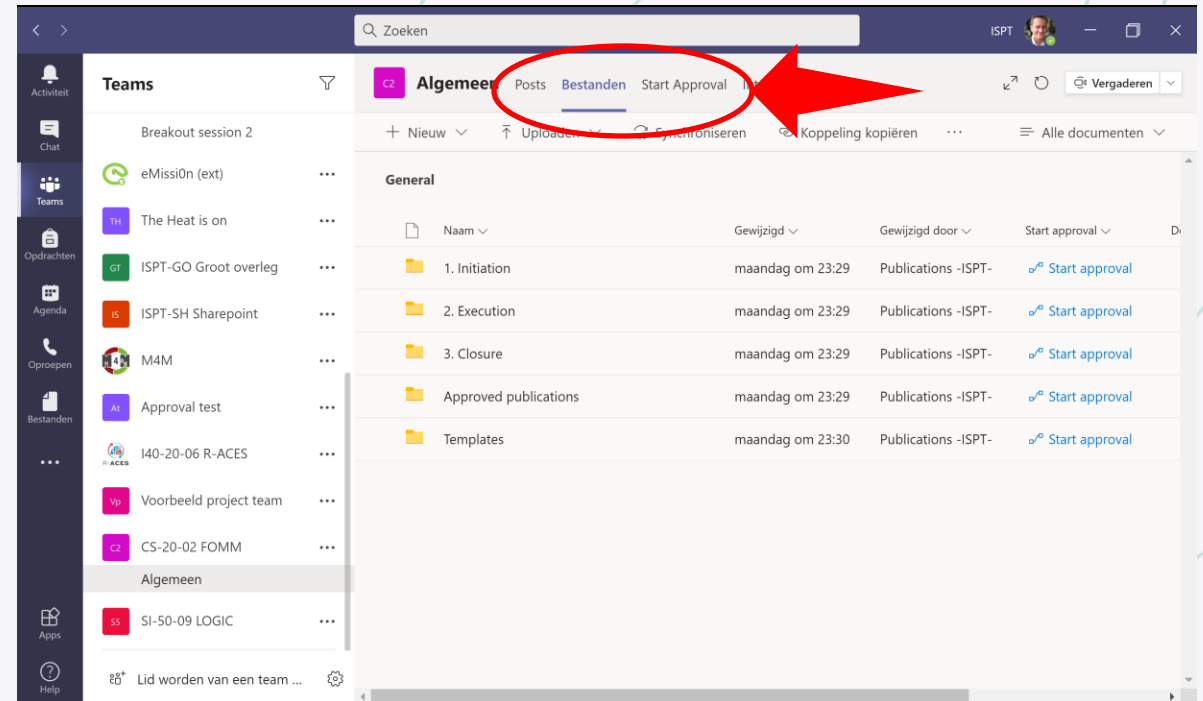 Zoeken
ISPT
Activiteit
Chat
Teams
Opdrachten
Agenda
Oproepen
Bestanden
Apps
Help
Teams
Breakout session 2
eMissi0n (ext)
TH The Heat is on
GT ISPT-GO Groot overleg
IS ISPT-SH Sharepoint
M4M M4M
At Approval test
R-ACES I40-20-06 R-ACES
Vp Voorbeeld project team
C2 CS-20-02 FOMM
Algemeen
S5 SI-50-09 LOGIC
Lid worden van een team ...
C2 Algemeen Posts Bestanden Start Approval
Vergaderen
Nieuw Uploaden Synchroniseren Koppeling kopiëren ... Alle documenten
General
Naam Gewijzigd Gewijzigd door Start approval
1. Initiation maandag om 23:29 Publications -ISPT- Start approval
2. Execution maandag om 23:29 Publications -ISPT- Start approval
3. Closure maandag om 23:29 Publications -ISPT- Start approval
Approved publications maandag om 23:29 Publications -ISPT- Start approval
Templates maandag om 23:30 Publications -ISPT- Start approval